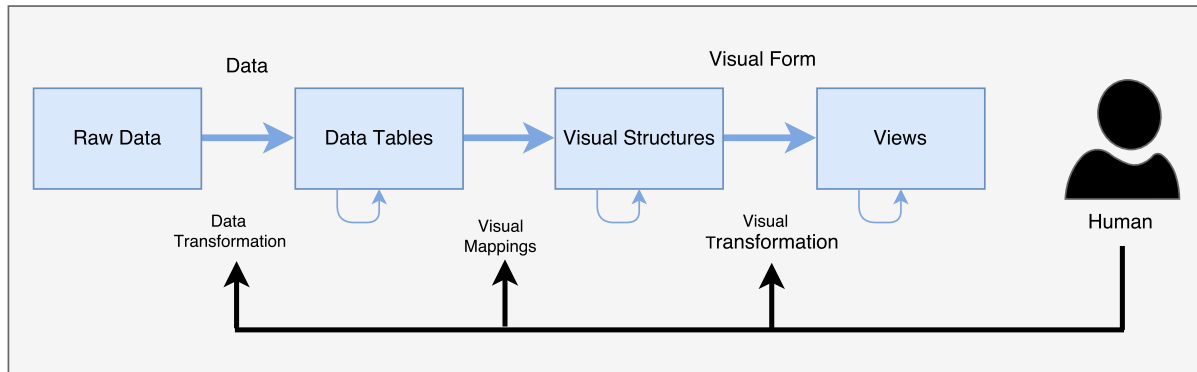 Data
Visual Form
Raw Data
Data Tables
Visual Structures
Views
Data
Transformation
Visual
Mappings
Visual
Transformation
Human